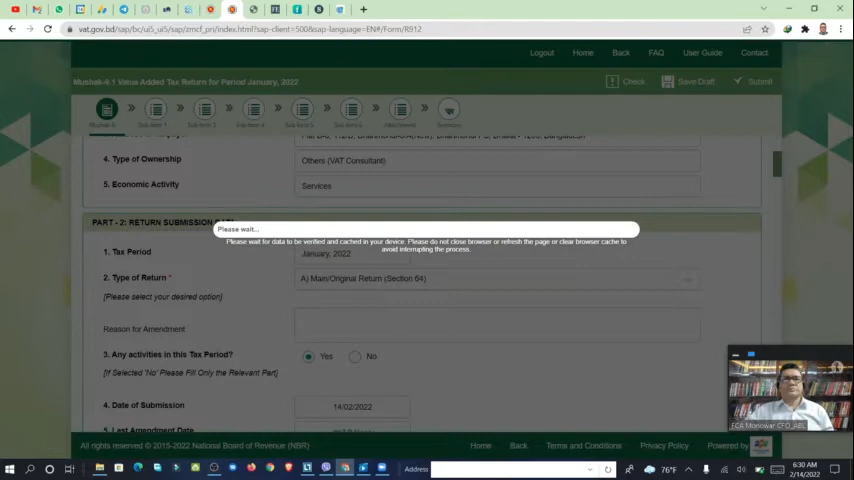 vat.gov.bd/sap/bc/ui5_ui5/sap/zmcf_pri/index.html?sap-client=500&sap-language=EN#/Form/R912
Logout Home Back FAQ User Guide Contact
Mushak-9.1 Value Added Tax Return for Period January, 2022
Check Save Draft Submit
4. Type of Ownership
Others (VAT Consultant)
5. Economic Activity
Services
PART - 2: RETURN SUBMISSION DATA
Please wait...
Please wait for data to be verified and cached in your device. Please do not close browser or refresh the page or clear browser cache to
avoid interrupting the process.
1. Tax Period
January, 2022
2. Type of Return *
A) Main/Original Return (Section 64)
[Please select your desired option]
Reason for Amendment
3. Any activities in this Tax Period?
Yes No
[If Selected 'No' Please Fill Only the Relevant Part]
4. Date of Submission
14/02/2022
FCA Monowar CFO_ABL
All rights reserved © 2015-2022 National Board of Revenue (NBR)
Home Back Terms and Conditions Privacy Policy Powered by
Address
76°F
6:30 AM
2/14/2022